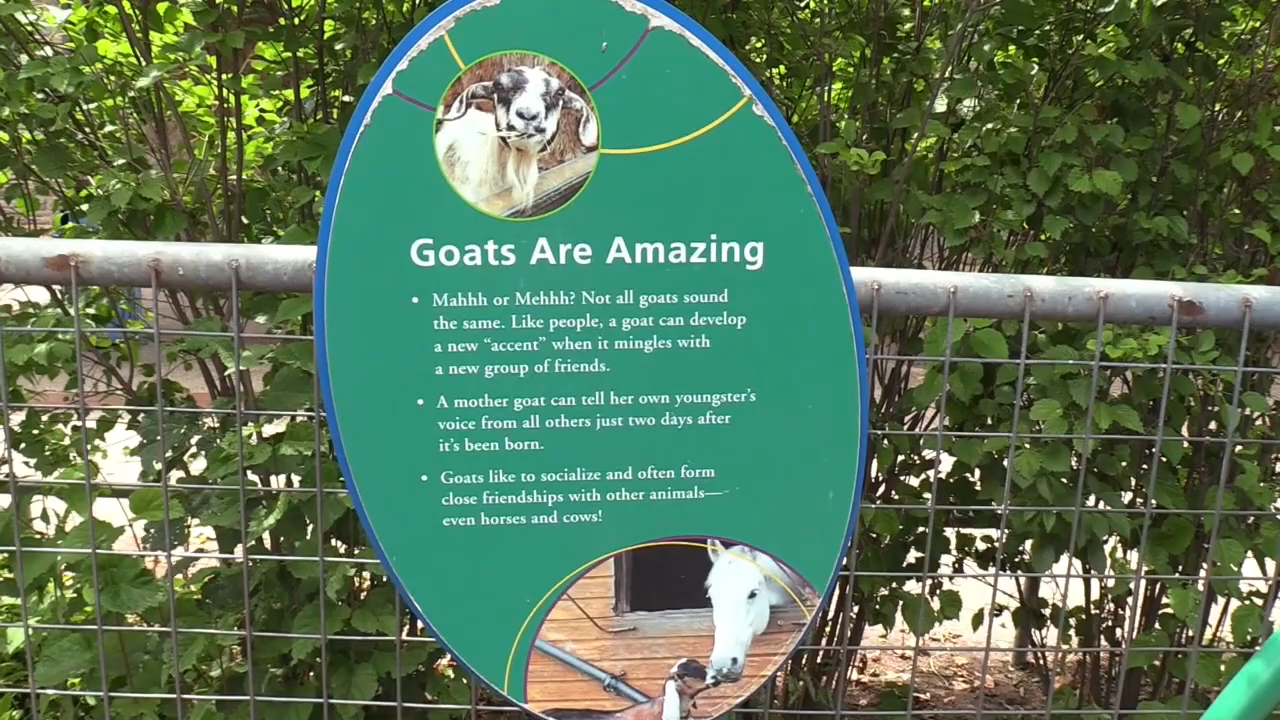 Goats Are Amazing
• Mahhh or Mehhh? Not all goats sound
the same. Like people, a goat can develop
a new “accent” when it mingles with
a new group of friends.
• A mother goat can tell her own youngster’s
voice from all others just two days after
it’s been born.
• Goats like to socialize and often form
close friendships with other animals—
even horses and cows!